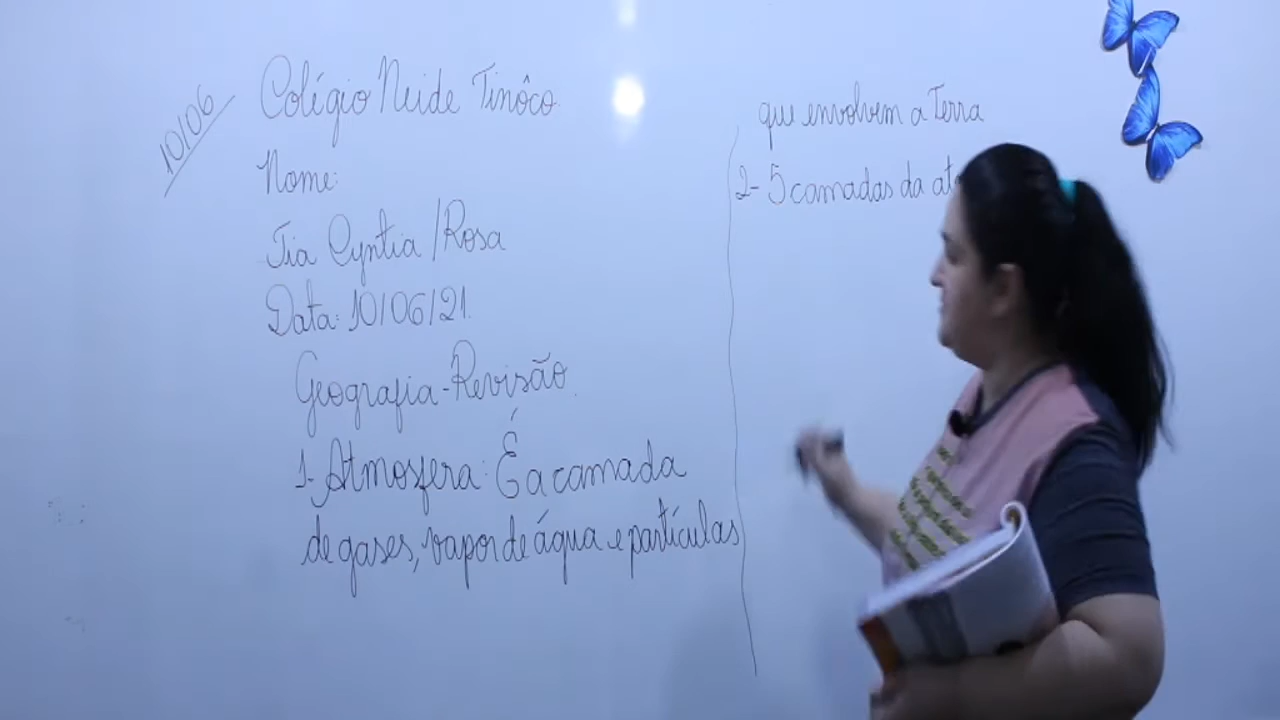 10/06
Colégio Neide Tinôco
Nome:
Tia Cyntia/Rosa
Data: 10/06/21.
Geografia-Revisão.
1- Atmosfera: É a camada
de gases, vapor de água e partículas
que envolvem a Terra
2- 5 camadas da